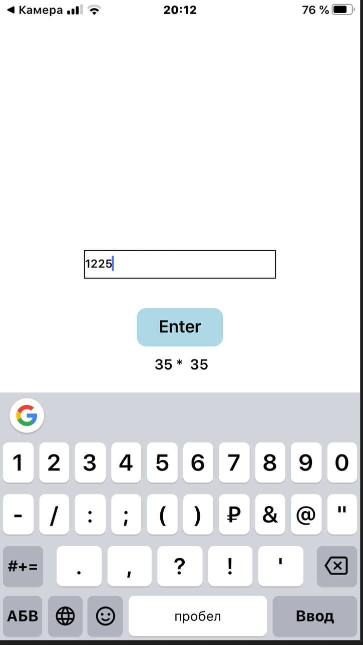 ◀ Камера 20:12 76 %
1225
Enter
35 * 35
1 2 3 4 5 6 7 8 9 0
- / : ; ( ) ₽ & @ "
#+= . , ? ! '
АБВ пробел Ввод